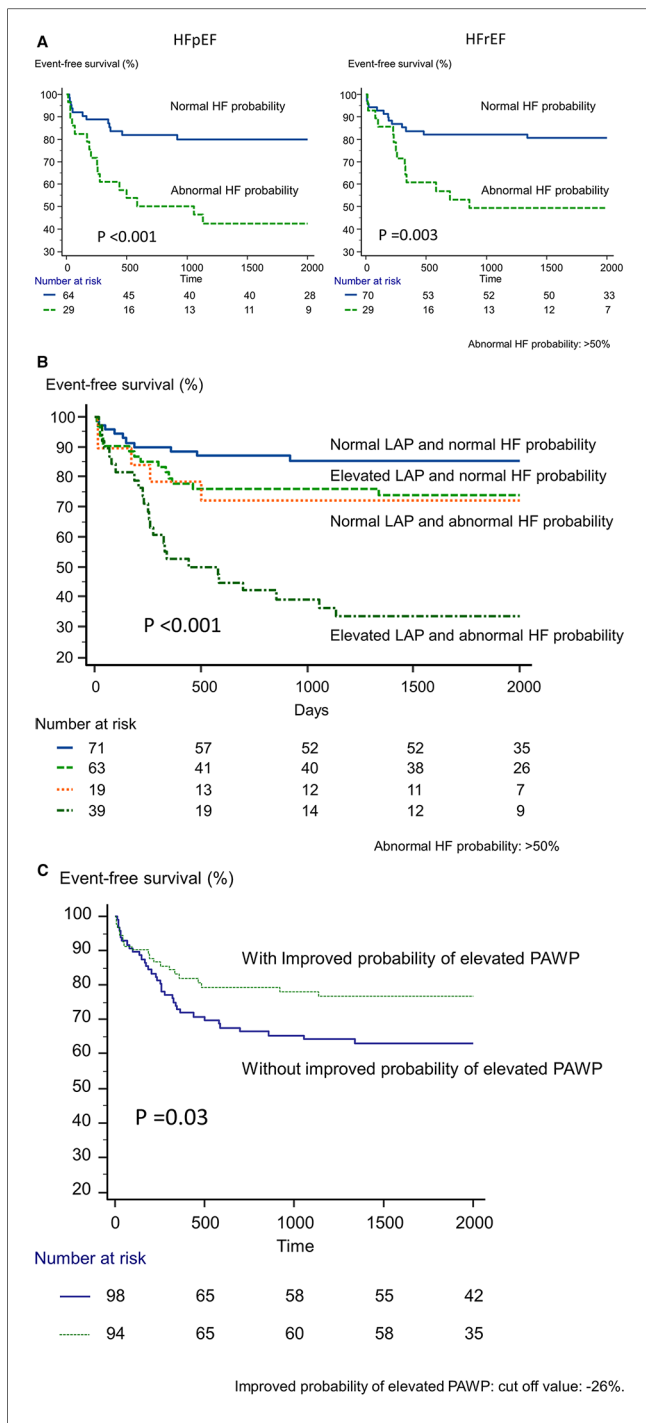 A
HFpEF
HFrEF
Event-free survival (%)
Event-free survival (%)
100
90
80
70
60
50
40
30
Normal HF probability
Abnormal HF probability
P <0.001
0 500 1000 1500 2000
Time
100
90
80
70
60
50
40
30
Normal HF probability
Abnormal HF probability
P =0.003
0 500 1000 1500 2000
Time
Number at risk
64 45 40 40 28
29 16 13 11 9
Number at risk
70 53 52 50 33
29 16 13 12 7
Abnormal HF probability: >50%
B
Event-free survival (%)
100
90
80
70
60
50
40
30
20
Normal LAP and normal HF probability
Elevated LAP and normal HF probability
Normal LAP and abnormal HF probability
P <0.001
Elevated LAP and abnormal HF probability
0 500 1000 1500 2000
Days
Number at risk
71 57 52 52 35
63 41 40 38 26
19 13 12 11 7
39 19 14 12 9
Abnormal HF probability: >50%
C
Event-free survival (%)
100
90
80
70
60
50
40
30
20
With Improved probability of elevated PAWP
Without improved probability of elevated PAWP
P =0.03
0 500 1000 1500 2000
Time
Number at risk
98 65 58 55 42
94 65 60 58 35
Improved probability of elevated PAWP: cut off value: -26%.